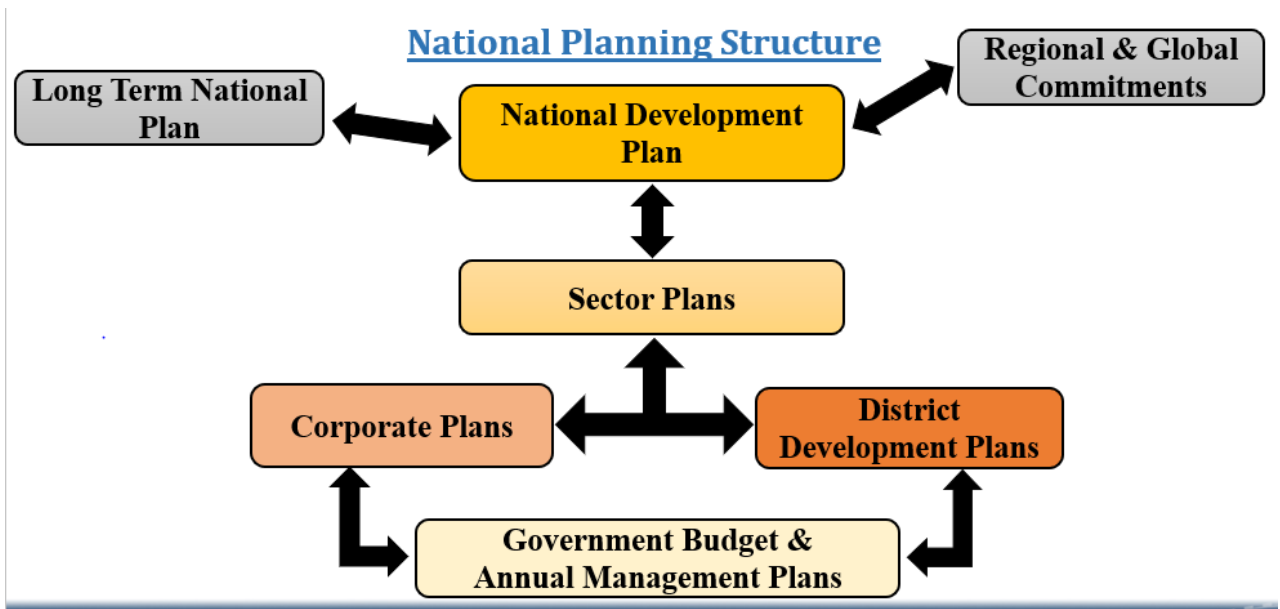 National Planning Structure
Long Term National
Plan
National Development
Plan
Regional & Global
Commitments
Sector Plans
Corporate Plans
District
Development Plans
Government Budget &
Annual Management Plans